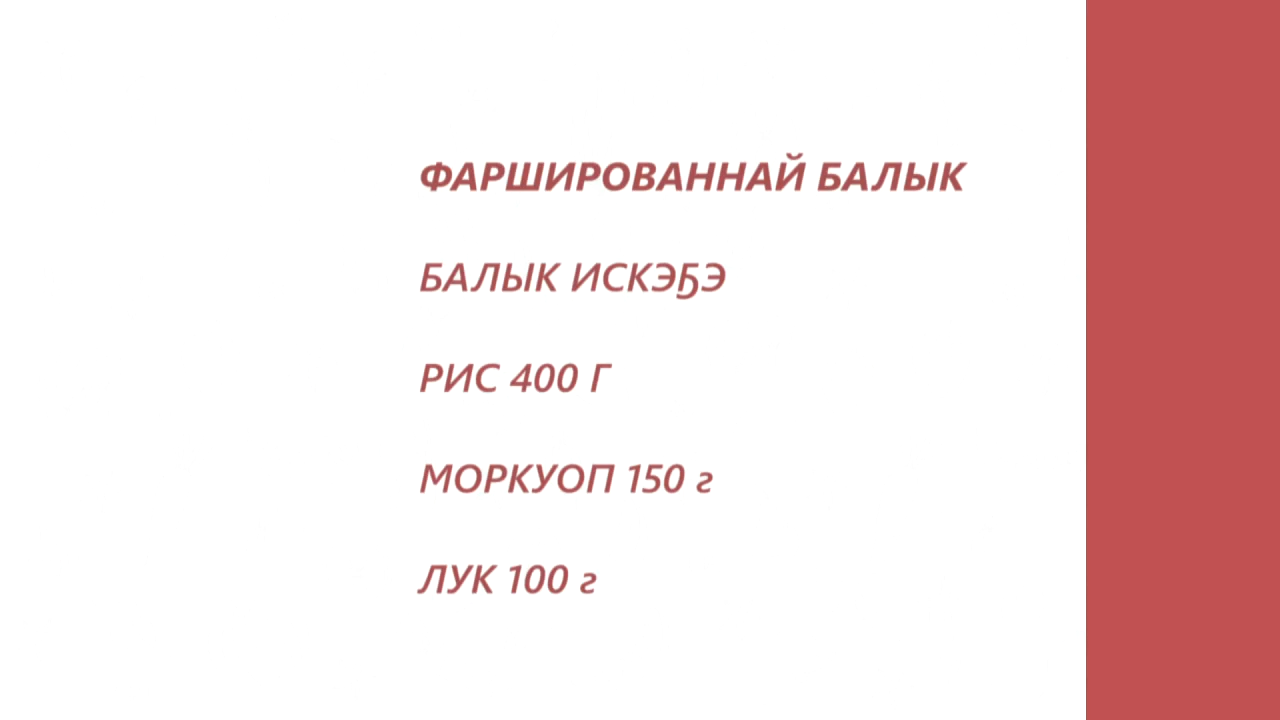 ФАРШИРОВАННАЙ БАЛЫК
БАЛЫК ИСКЭҔЭ
РИС 400 Г
МОРКУОП 150 г
ЛУК 100 г